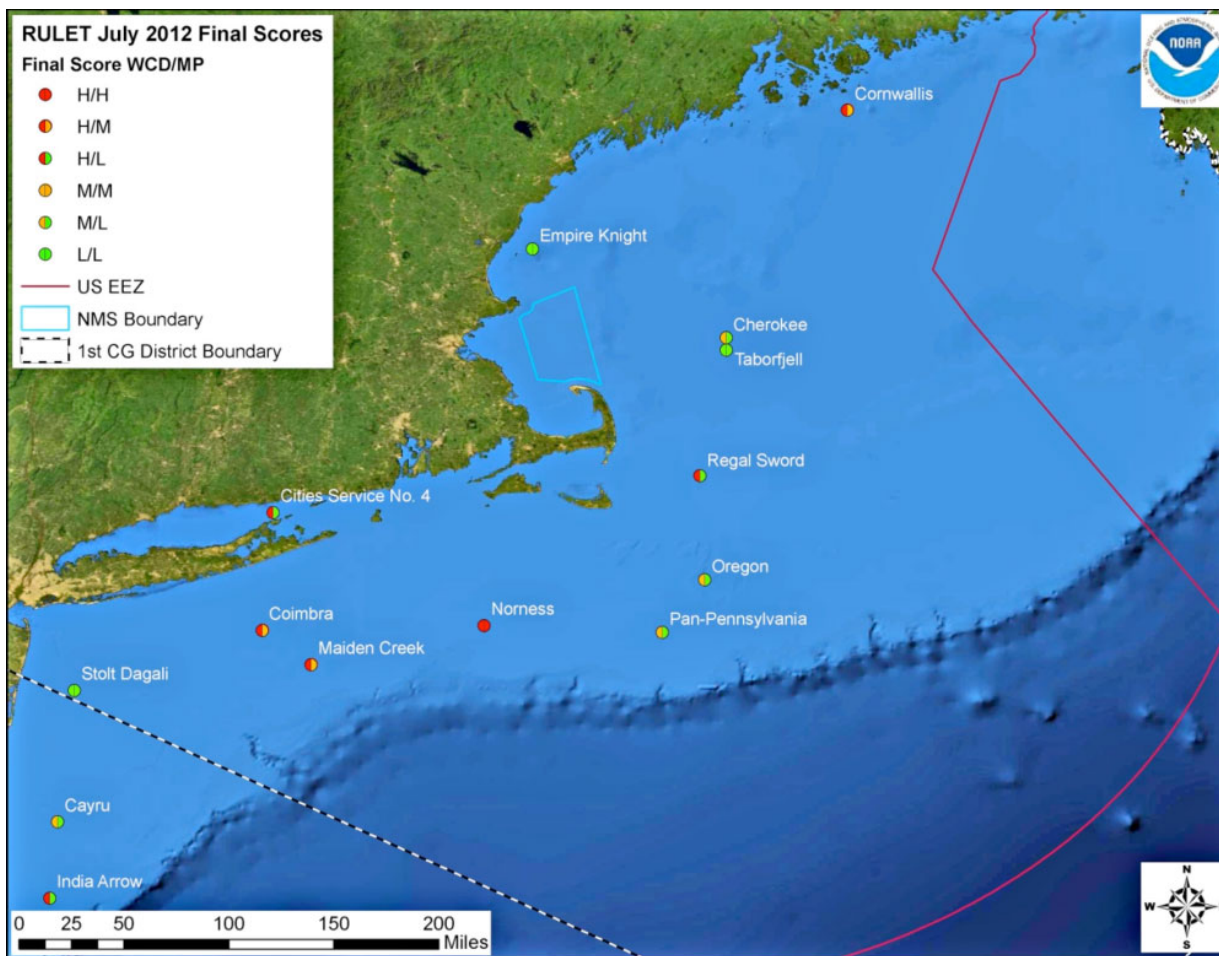 RULET July 2012 Final Scores
Final Score WCD/MP
H/H
H/M
H/L
M/M
M/L
L/L
US EEZ
NMS Boundary
1st CG District Boundary
NOAA
Cornwallis
Empire Knight
Cherokee
Taborfjell
Regal Sword
Cities Service No. 4
Oregon
Coimbra
Norness
Pan-Pennsylvania
Maiden Creek
Stolt Dagali
Cayru
India Arrow
0 25 50 100 150 200
Miles
N
W E
S